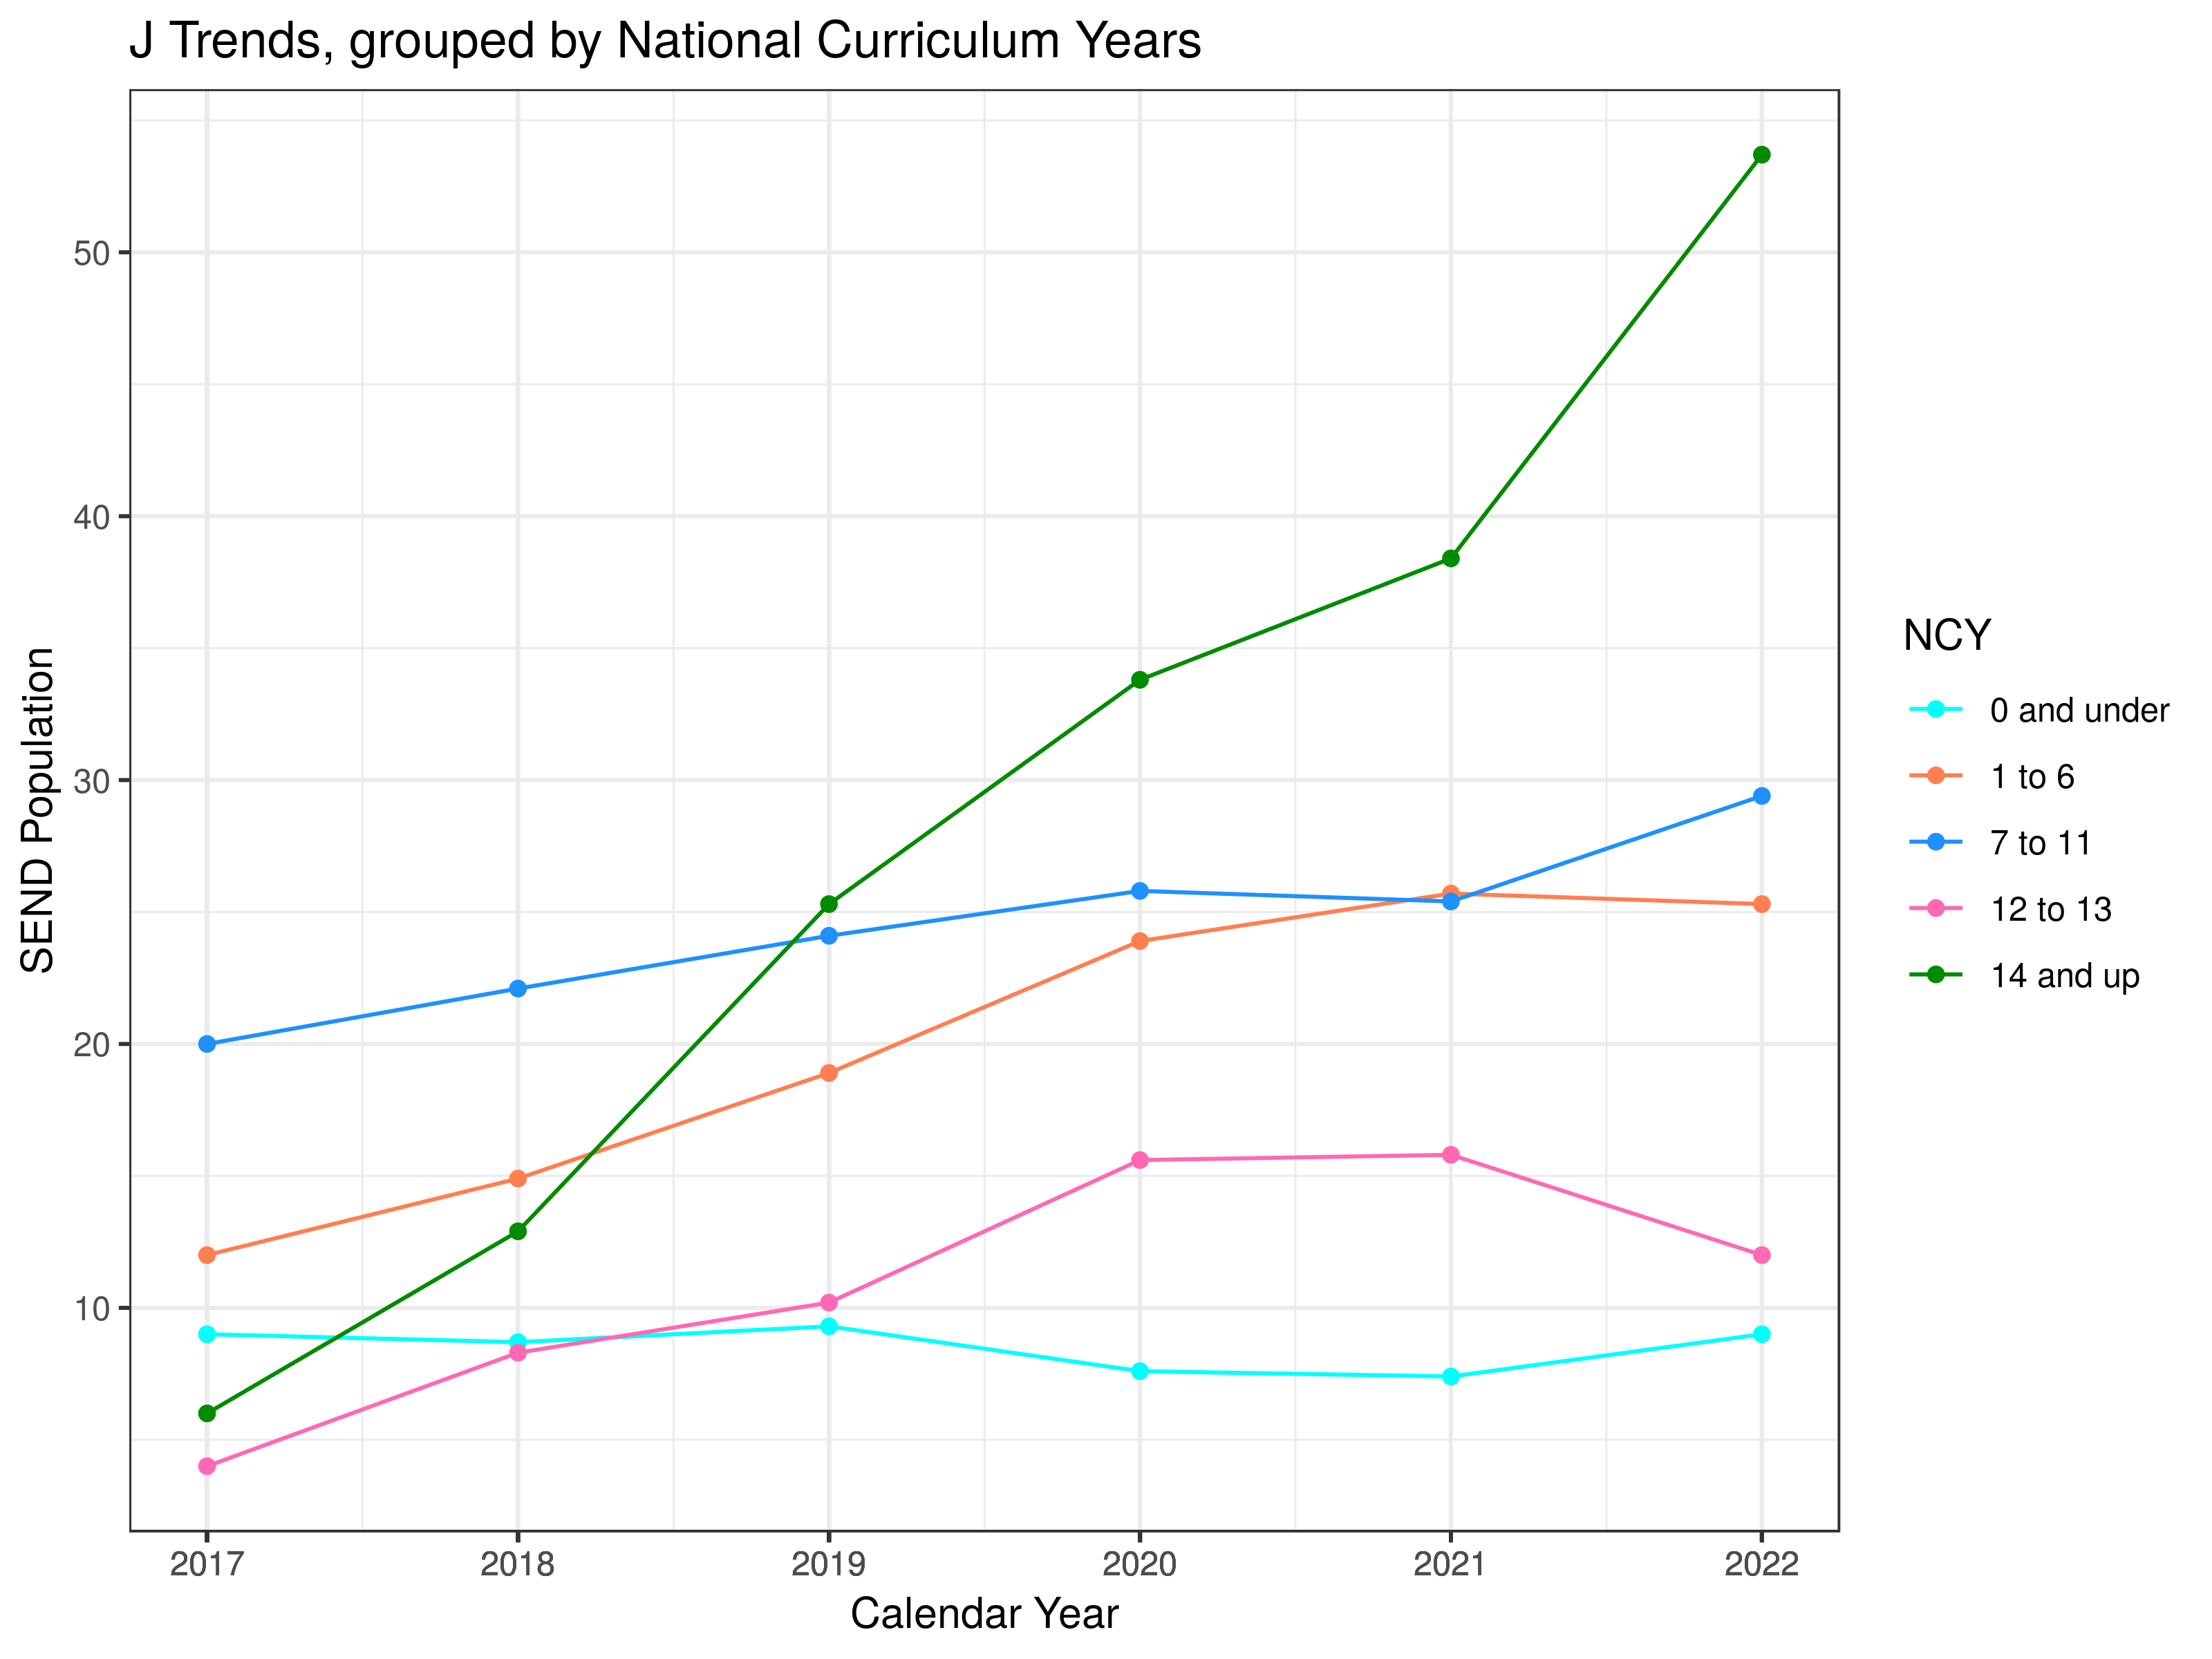 J Trends, grouped by National Curriculum Years
SEND Population
50
40
30
20
10
2017 2018 2019 2020 2021 2022
Calendar Year
NCY
0 and under
1 to 6
7 to 11
12 to 13
14 and up